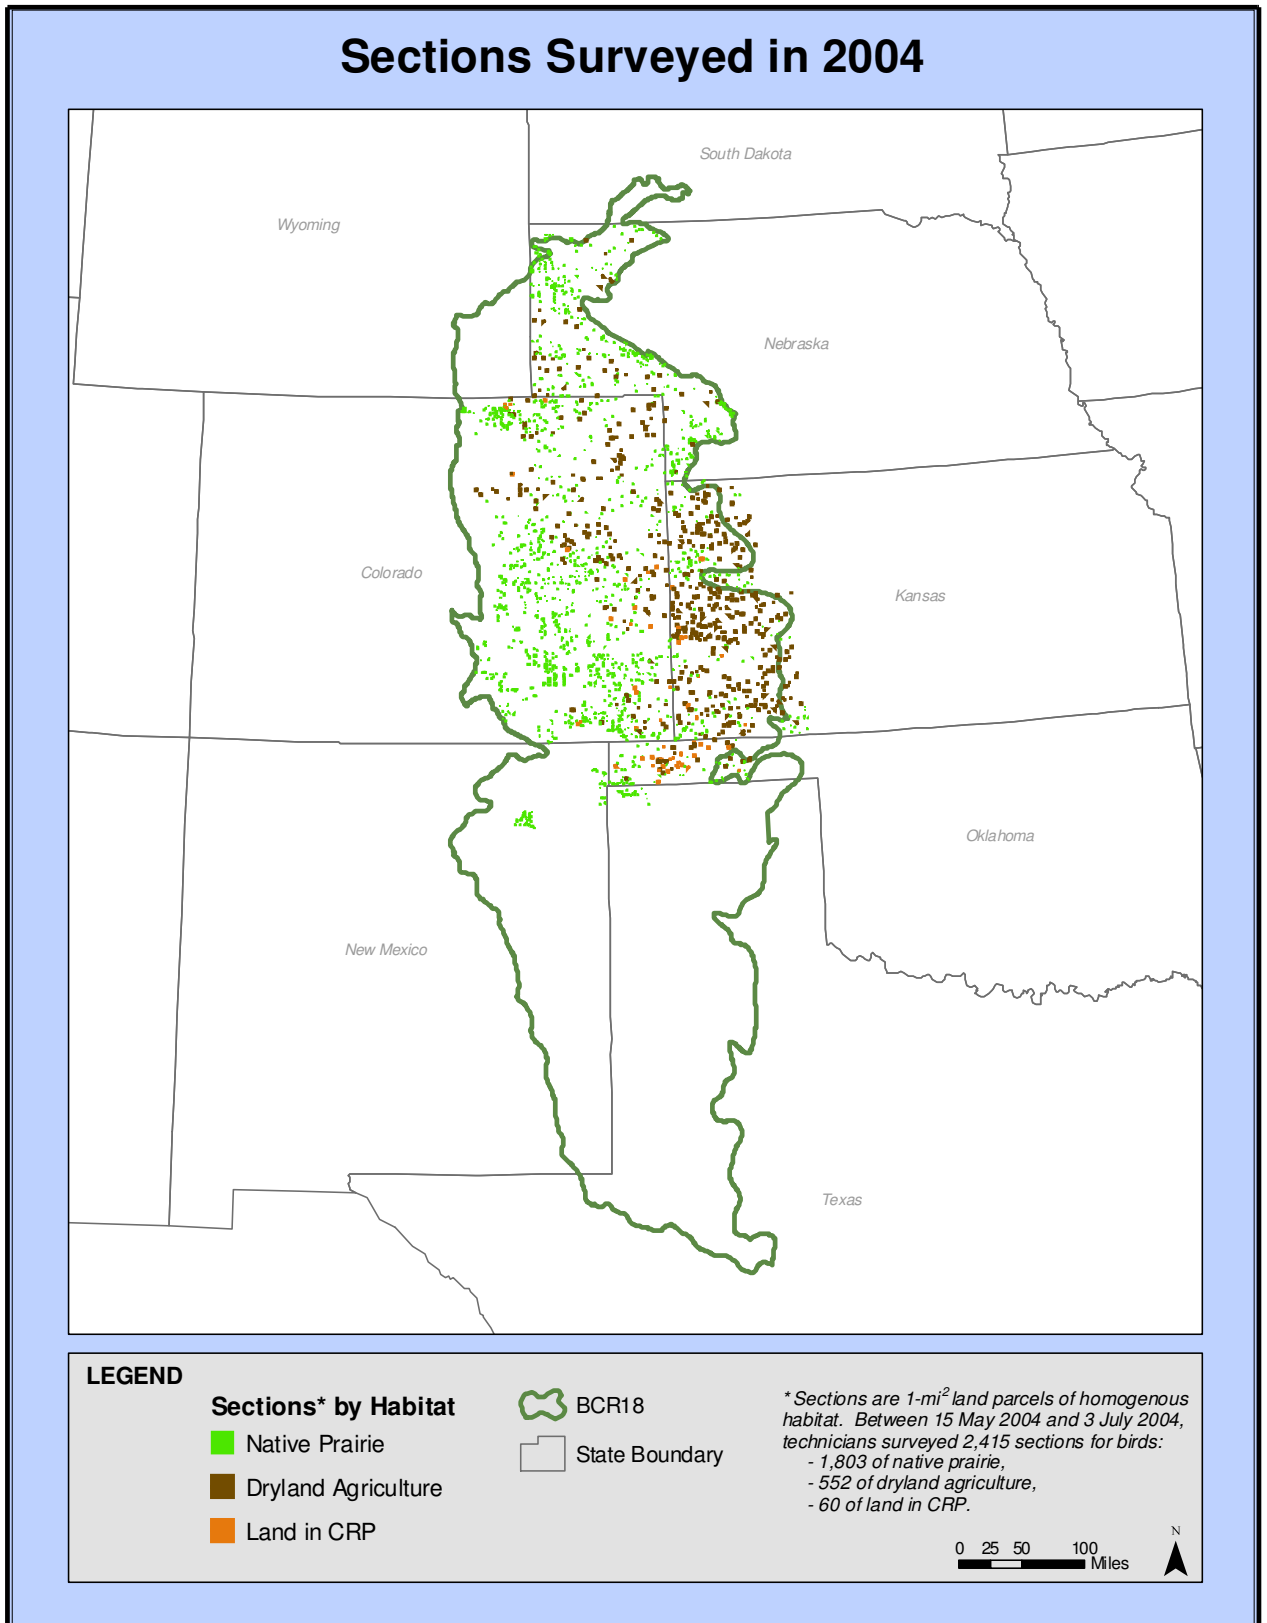 Sections Surveyed in 2004
South Dakota
Wyoming
Nebraska
Colorado
Kansas
Oklahoma
New Mexico
Texas
LEGEND
Sections* by Habitat
Native Prairie
Dryland Agriculture
Land in CRP
BCR18
State Boundary
* Sections are 1-mi² land parcels of homogenous
habitat. Between 15 May 2004 and 3 July 2004,
technicians surveyed 2,415 sections for birds:
- 1,803 of native prairie,
- 552 of dryland agriculture,
- 60 of land in CRP.
0 25 50 100
Miles
N